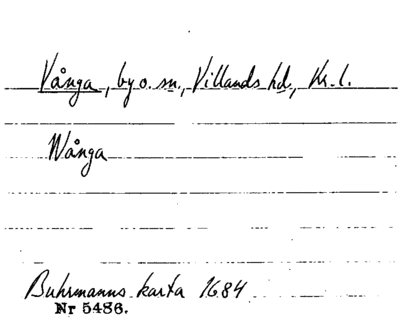 Vånga, by o. sn., Villands hd., Kr. l.
Wånga
Buhrmanns karta 1684
Nr 5486.